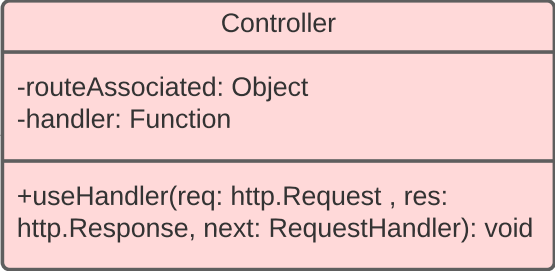 Controller
-routeAssociated: Object
-handler: Function
+useHandler(req: http.Request , res:
http.Response, next: RequestHandler): void